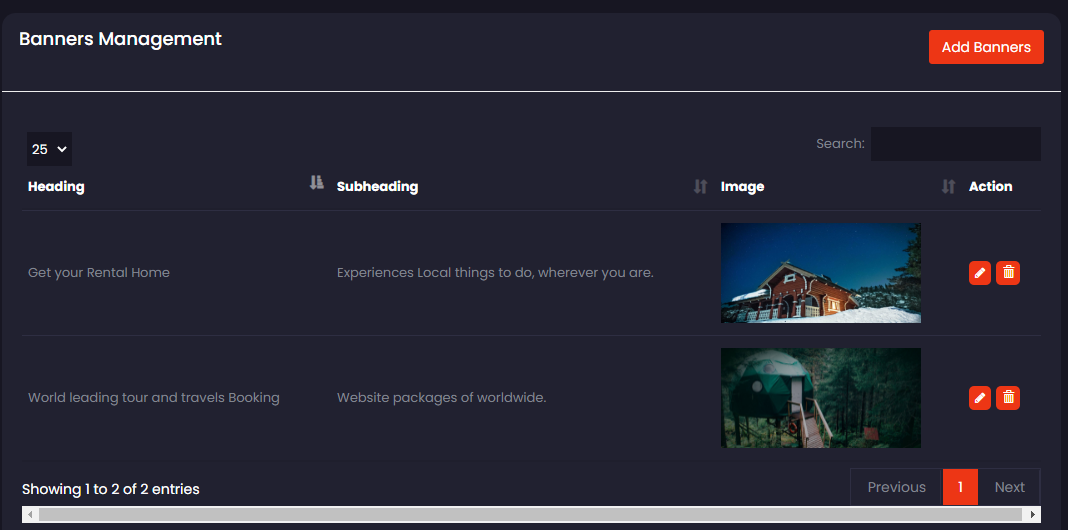 Banners Management
Add Banners
25
Search:
Heading Subheading Image Action
Get your Rental Home Experiences Local things to do, wherever you are.
World leading tour and travels Booking Website packages of worldwide.
Showing 1 to 2 of 2 entries
Previous 1 Next